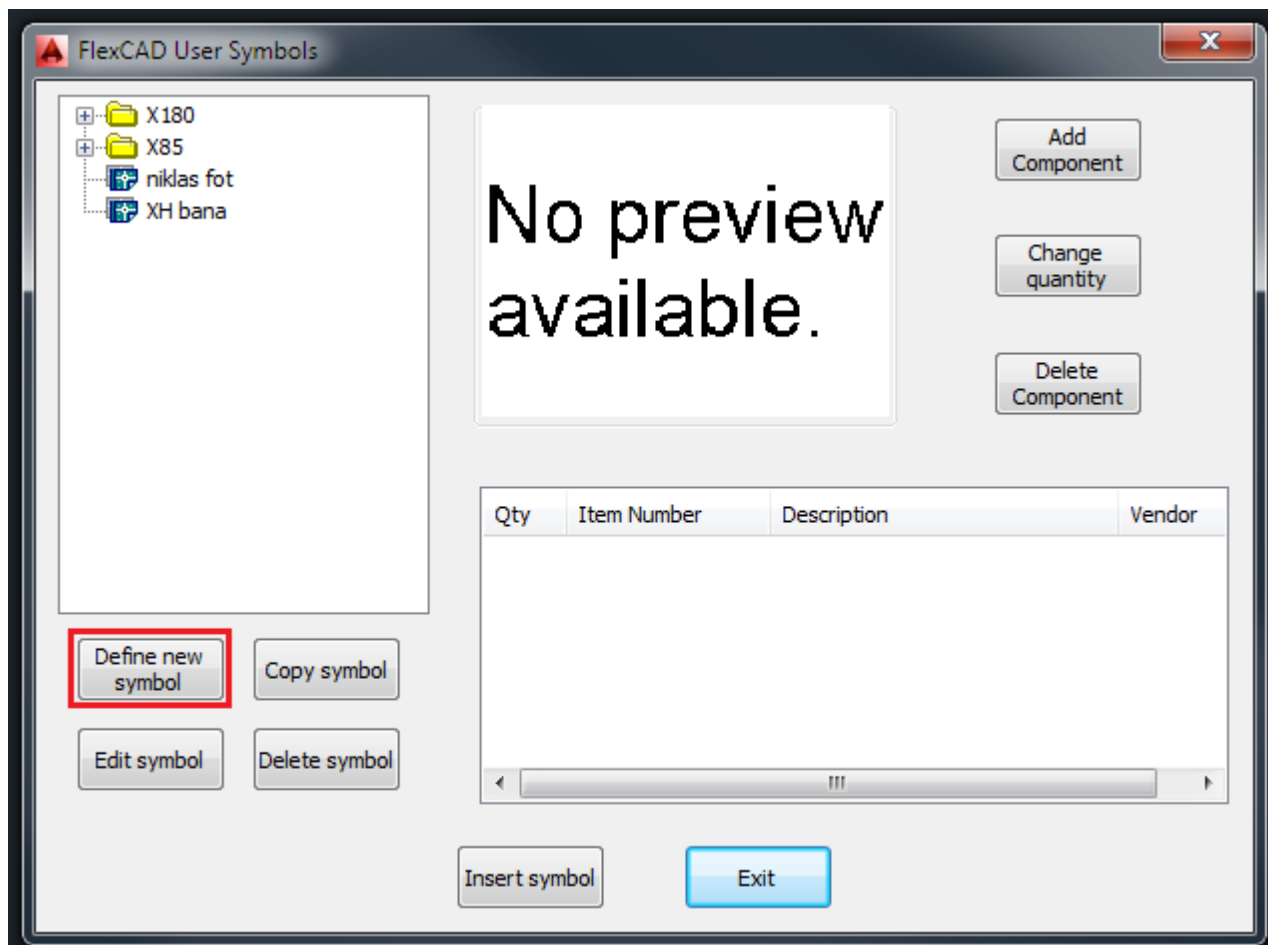 FlexCAD User Symbols
X180
X85
niklas fot
XH bana
No preview
available.
Add
Component
Change
quantity
Delete
Component
Qty Item Number Description Vendor
Define new
symbol
Copy symbol
Edit symbol
Delete symbol
Insert symbol
Exit